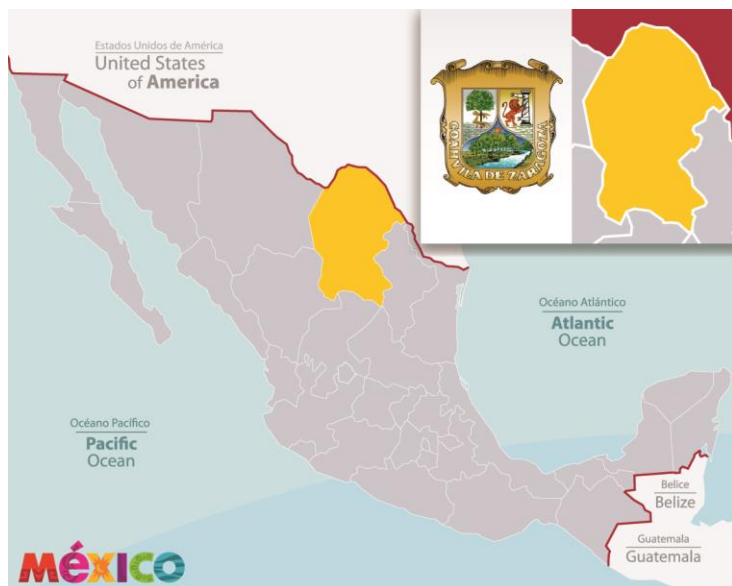 Estados Unidos de América
United States
of America
COAHVILA DE ZARAGOZA
Océano Atlántico
Atlantic
Ocean
Océano Pacífico
Pacific
Ocean
Belice
Belize
Guatemala
Guatemala
MéXICO